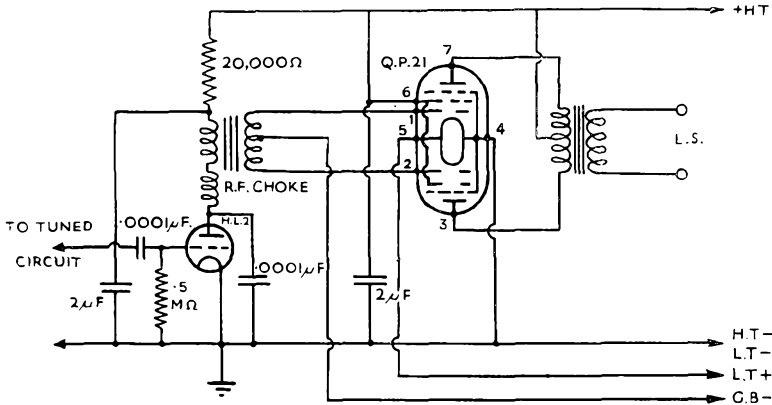 +HT
20,000Ω
Q.P.21
7
6
1
5
4
2
3
L.S.
R.F. CHOKE
H.L.2
TO TUNED
CIRCUIT
.0001μF.
.0001μF
2μF
.5
MΩ
2μF
H.T-
L.T-
L.T+
G.B-